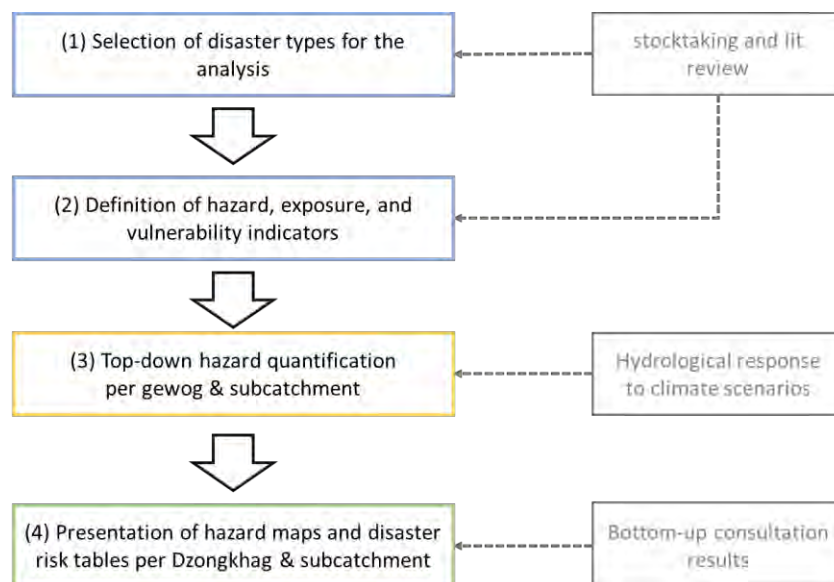 (1) Selection of disaster types for the
analysis
stocktaking and lit
review
(2) Definition of hazard, exposure, and
vulnerability indicators
(3) Top-down hazard quantification
per gewog & subcatchment
Hydrological response
to climate scenarios
(4) Presentation of hazard maps and disaster
risk tables per Dzongkhag & subcatchment
Bottom-up consultation
results